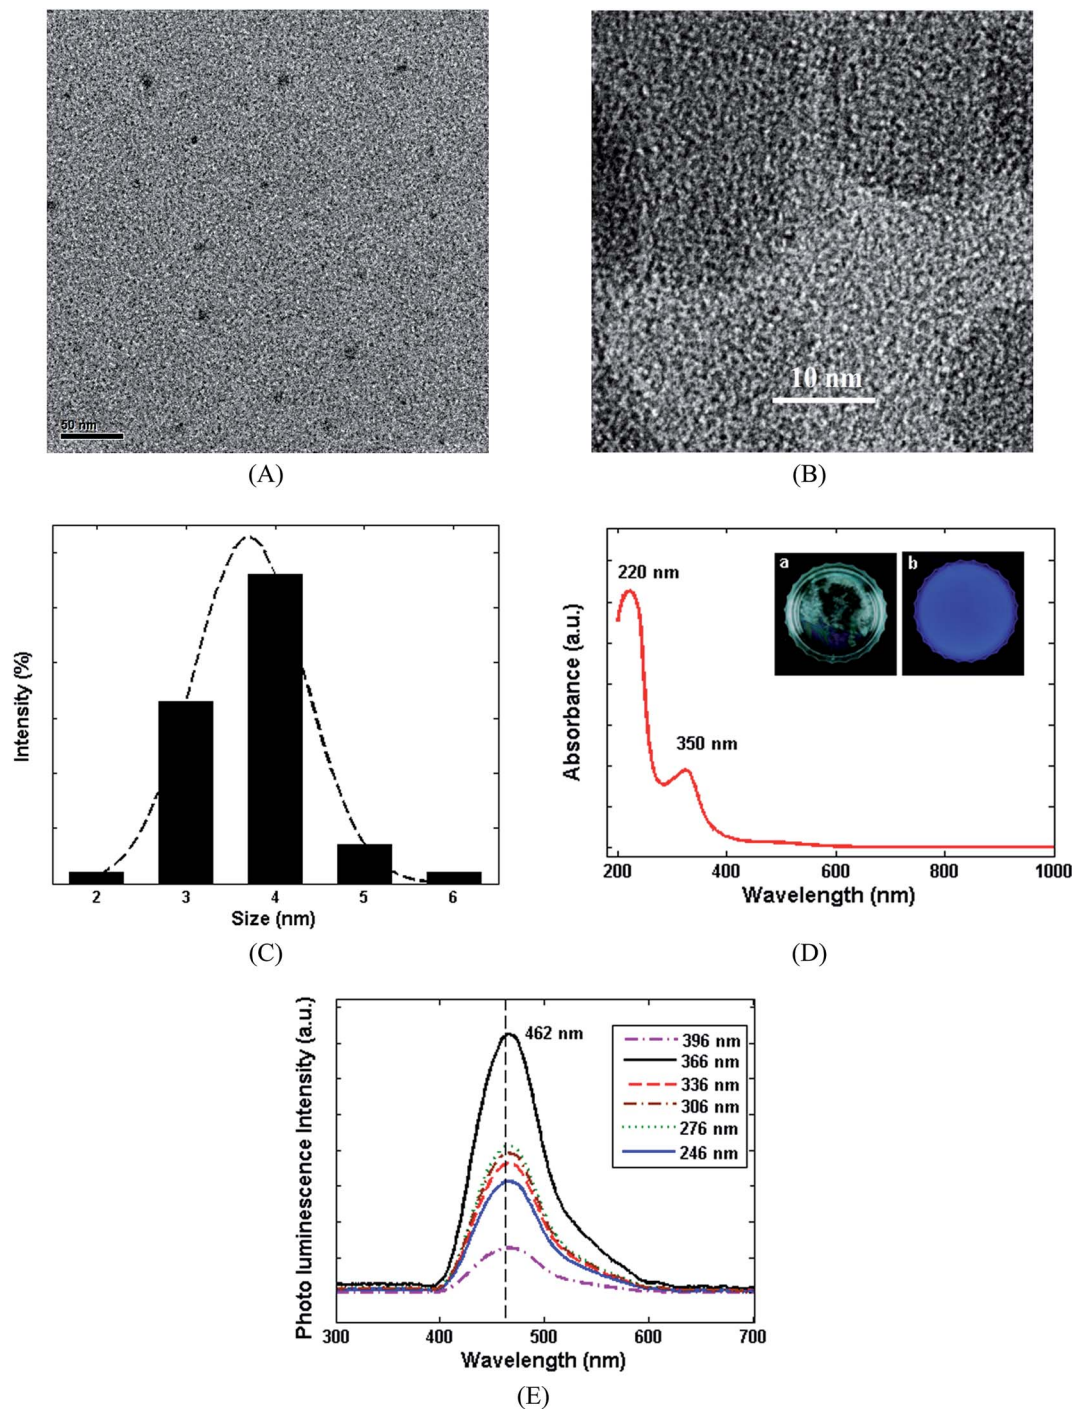 50 nm
10 nm
(A)
(B)
Intensity (%)
2 3 4 5 6
Size (nm)
(C)
Absorbance (a.u.)
220 nm
350 nm
a
b
200 400 600 800 1000
Wavelength (nm)
(D)
Photo luminescence Intensity (a.u.)
462 nm
396 nm
366 nm
336 nm
306 nm
276 nm
246 nm
300 400 500 600 700
Wavelength (nm)
(E)